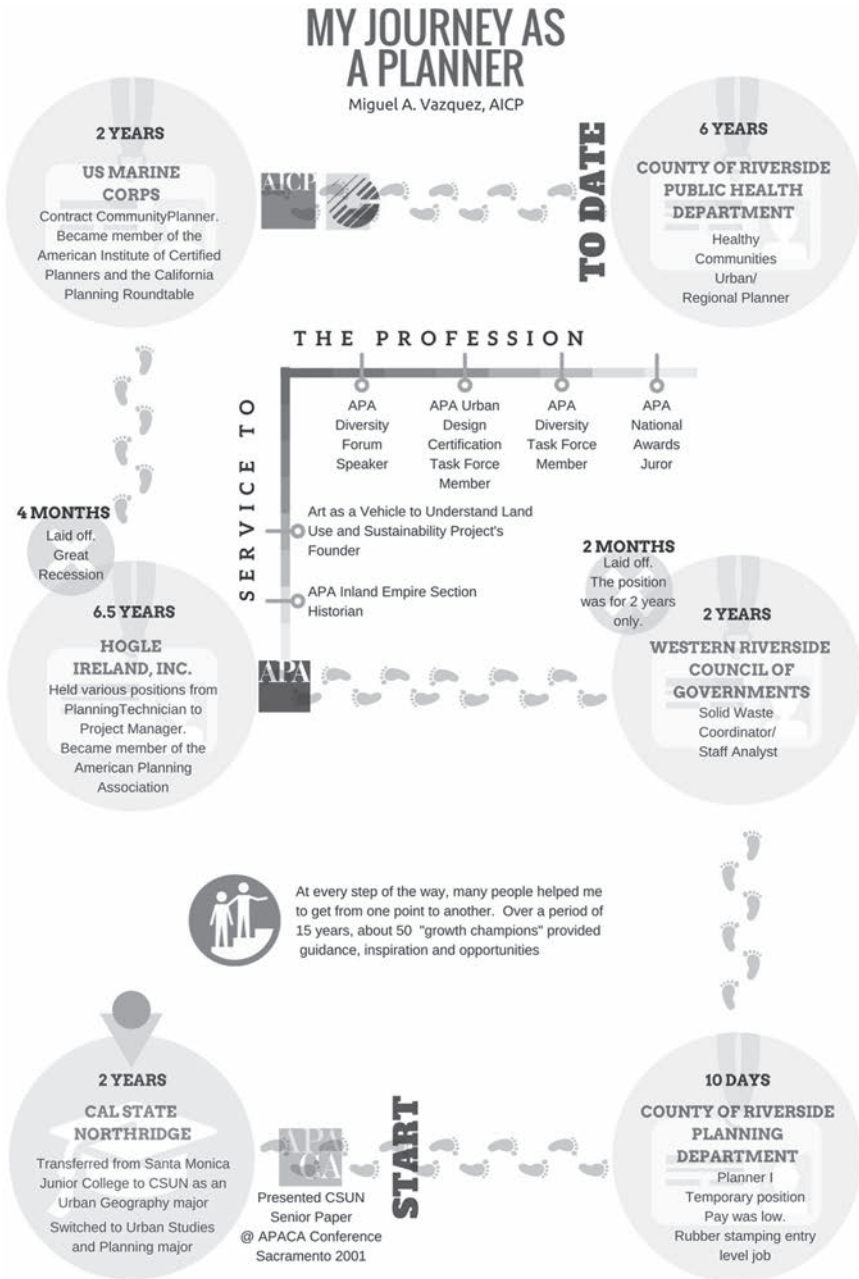 MY JOURNEY AS
A PLANNER
Miguel A. Vazquez, AICP
2 YEARS
US MARINE
CORPS
Contract CommunityPlanner.
Became member of the
American Institute of Certified
Planners and the California
Planning Roundtable
AICP
TO DATE
6 YEARS
COUNTY OF RIVERSIDE
PUBLIC HEALTH
DEPARTMENT
Healthy
Communities
Urban/
Regional Planner
THE PROFESSION
SERVICE TO
APA
Diversity
Forum
Speaker
APA Urban
Design
Certification
Task Force
Member
APA
Diversity
Task Force
Member
APA
National
Awards
Juror
Art as a Vehicle to Understand Land
Use and Sustainability Project's
Founder
APA Inland Empire Section
Historian
4 MONTHS
Laid off.
Great
Recession
6.5 YEARS
HOGLE
IRELAND, INC.
Held various positions from
PlanningTechnician to
Project Manager.
Became member of the
American Planning
Association
APA
2 MONTHS
Laid off.
The position
was for 2 years
only.
2 YEARS
WESTERN RIVERSIDE
COUNCIL OF
GOVERNMENTS
Solid Waste
Coordinator/
Staff Analyst
At every step of the way, many people helped me
to get from one point to another. Over a period of
15 years, about 50 "growth champions" provided
guidance, inspiration and opportunities
2 YEARS
CAL STATE
NORTHRIDGE
Transferred from Santa Monica
Junior College to CSUN as an
Urban Geography major
Switched to Urban Studies
and Planning major
APA
CA
Presented CSUN
Senior Paper
@ APACA Conference
Sacramento 2001
START
10 DAYS
COUNTY OF RIVERSIDE
PLANNING
DEPARTMENT
Planner I
Temporary position
Pay was low.
Rubber stamping entry
level job